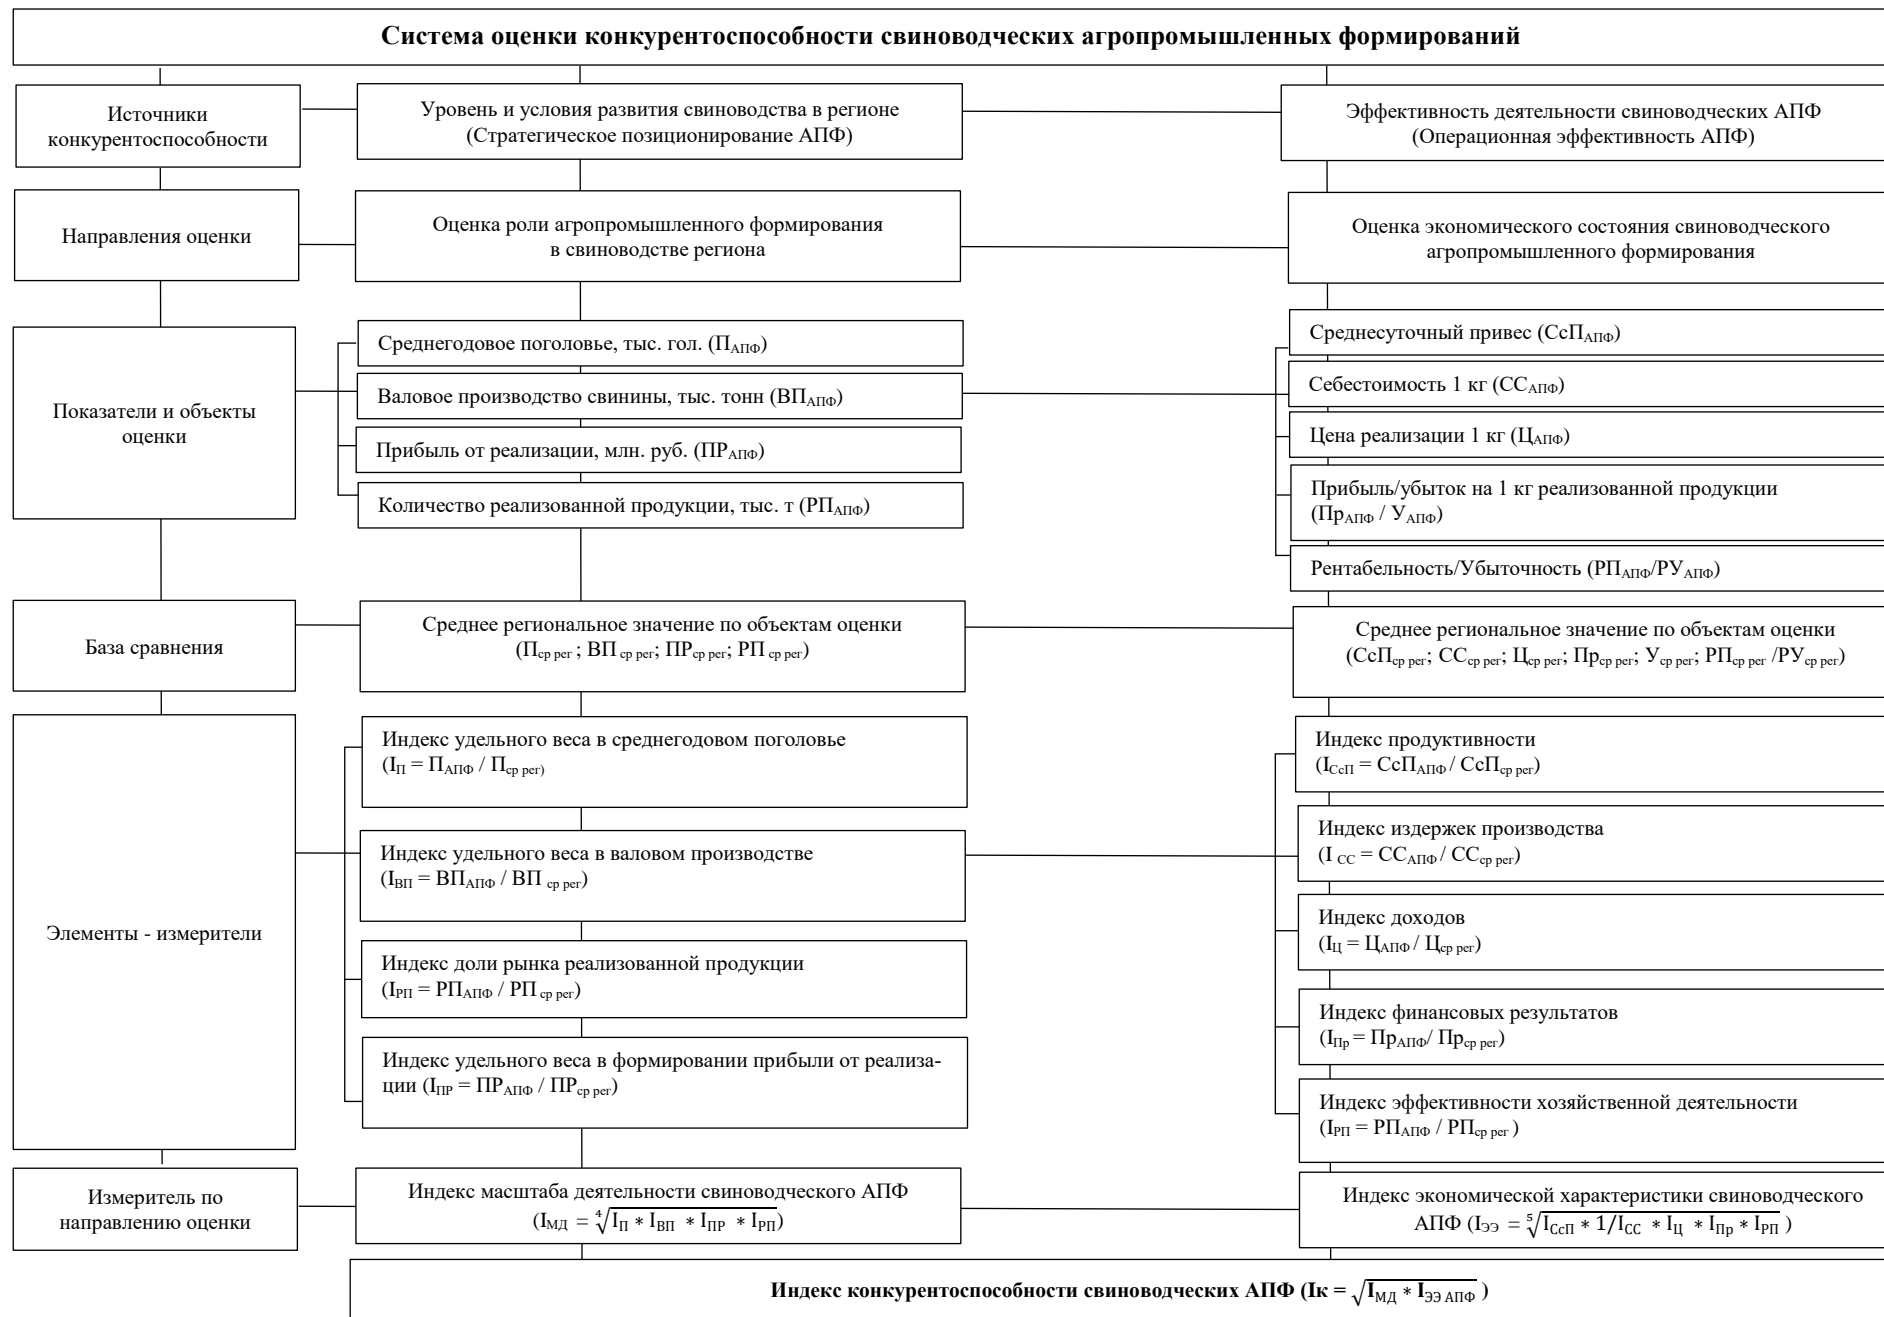 Система оценки конкурентоспособности свиноводческих агропромышленных формирований
Источники
конкурентоспособности
Уровень и условия развития свиноводства в регионе
(Стратегическое позиционирование АПФ)
Эффективность деятельности свиноводческих АПФ
(Операционная эффективность АПФ)
Направления оценки
Оценка роли агропромышленного формирования
в свиноводстве региона
Оценка экономического состояния свиноводческого
агропромышленного формирования
Показатели и объекты
оценки
Среднегодовое поголовье, тыс. гол. (ПАПФ)
Валовое производство свинины, тыс. тонн (ВПАПФ)
Прибыль от реализации, млн. руб. (ПРАПФ)
Количество реализованной продукции, тыс. т (РПАПФ)
Среднесуточный привес (СсПАПФ)
Себестоимость 1 кг (ССАПФ)
Цена реализации 1 кг (ЦАПФ)
Прибыль/убыток на 1 кг реализованной продукции
(ПрАПФ / УАПФ)
Рентабельность/Убыточность (РПАПФ/РУАПФ)
База сравнения
Среднее региональное значение по объектам оценки
(Пср рег ; ВП ср рег; ПРср рег; РП ср рег)
Среднее региональное значение по объектам оценки
(СсПср рег; ССср рег; Цср рег; Прср рег; Уср рег; РПср рег /РУср рег)
Элементы - измерители
Индекс удельного веса в среднегодовом поголовье
(IП = ПАПФ / Пср рег)
Индекс удельного веса в валовом производстве
(IВП = ВПАПФ / ВП ср рег)
Индекс доли рынка реализованной продукции
(IРП = РПАПФ / РП ср рег)
Индекс удельного веса в формировании прибыли от реализа-
ции (IПР = ПРАПФ / ПРср рег)
Индекс продуктивности
(IСсП = СсПАПФ / СсПср рег)
Индекс издержек производства
(I СС = ССАПФ / ССср рег)
Индекс доходов
(IЦ = ЦАПФ / Цср рег)
Индекс финансовых результатов
(IПр = ПрАПФ/ Прср рег)
Индекс эффективности хозяйственной деятельности
(IРП = РПАПФ / РПср рег )
Измеритель по
направлению оценки
Индекс масштаба деятельности свиноводческого АПФ
(IМД = ⁴√IП * IВП * IПР * IРП)
Индекс экономической характеристики свиноводческого
АПФ (IЭЭ = ⁵√IСсП * 1/IСС * IЦ * IПр * IРП )
Индекс конкурентоспособности свиноводческих АПФ (Iк = √IМД * IЭЭ АПФ )